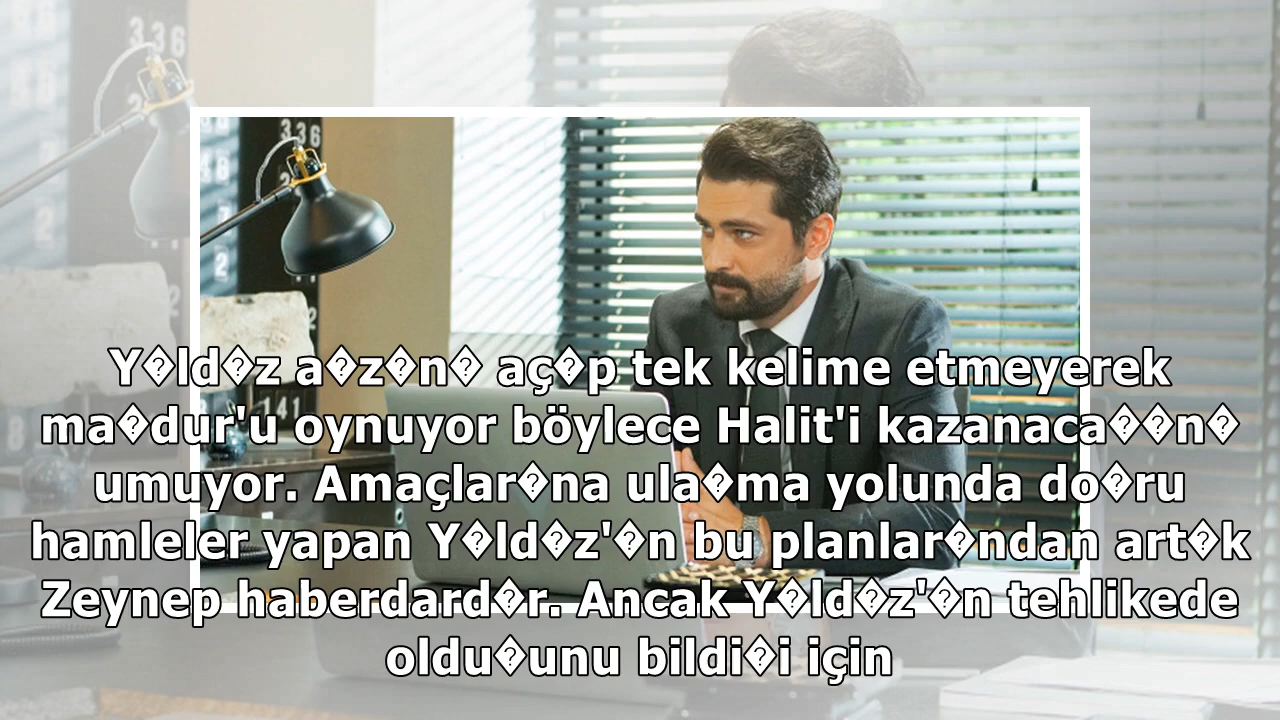 336
Y�ld�z a�z�n� aç�p tek kelime etmeyerek
ma�dur'u oynuyor böylece Halit'i kazanaca��n�
umuyor. Amaçlar�na ula�ma yolunda do�ru
hamleler yapan Y�ld�z'�n bu planlar�ndan art�k
Zeynep haberdard�r. Ancak Y�ld�z'�n tehlikede
oldu�unu bildi�i için